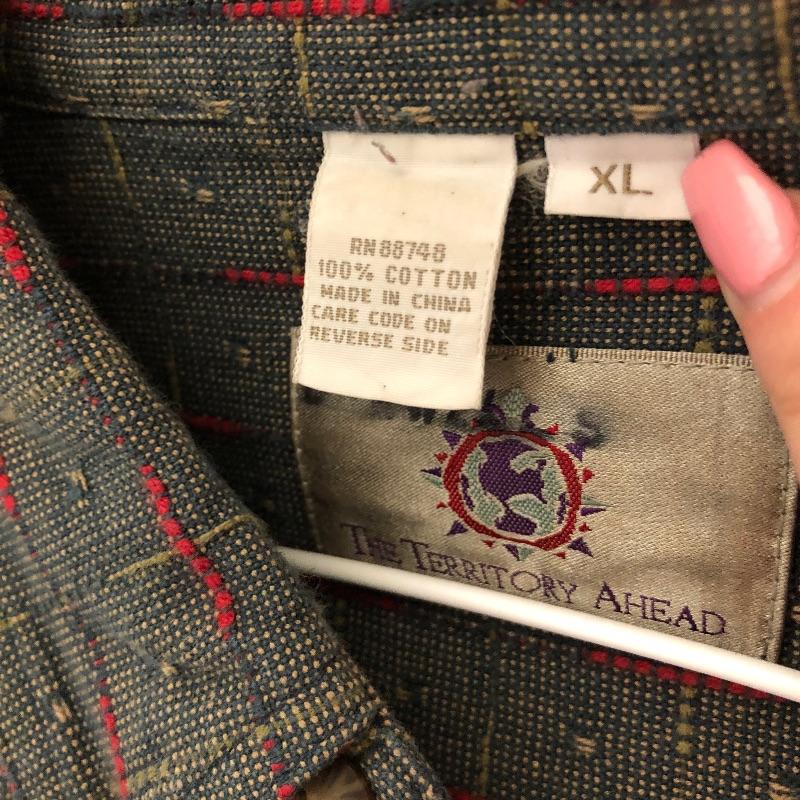 XL
RN88748
100% COTTON
MADE IN CHINA
CARE CODE ON
REVERSE SIDE
THE TERRITORY AHEAD